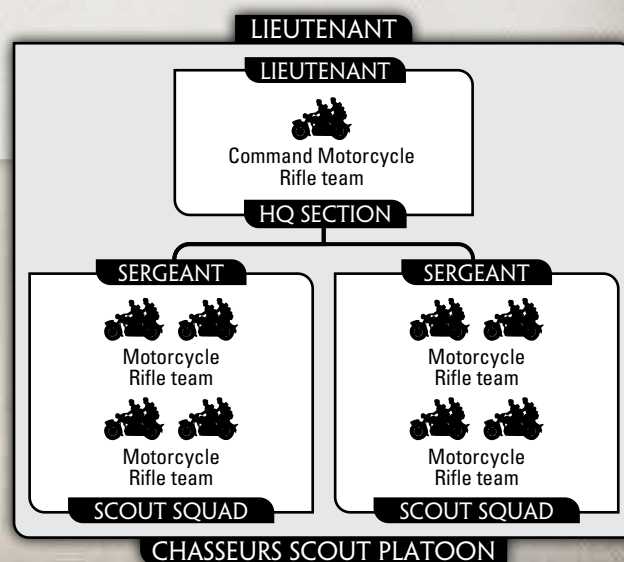 LIEUTENANT
LIEUTENANT
Command Motorcycle
Rifle team
HQ SECTION
SERGEANT
Motorcycle
Rifle team
Motorcycle
Rifle team
SCOUT SQUAD
SERGEANT
Motorcycle
Rifle team
Motorcycle
Rifle team
SCOUT SQUAD
CHASSEURS SCOUT PLATOON